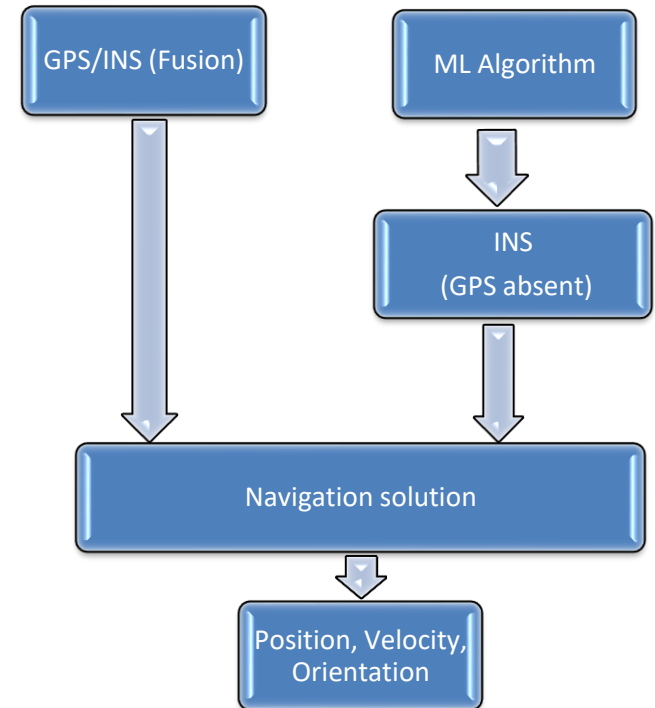 GPS/INS (Fusion)
ML Algorithm
INS
(GPS absent)
Navigation solution
Position, Velocity,
Orientation